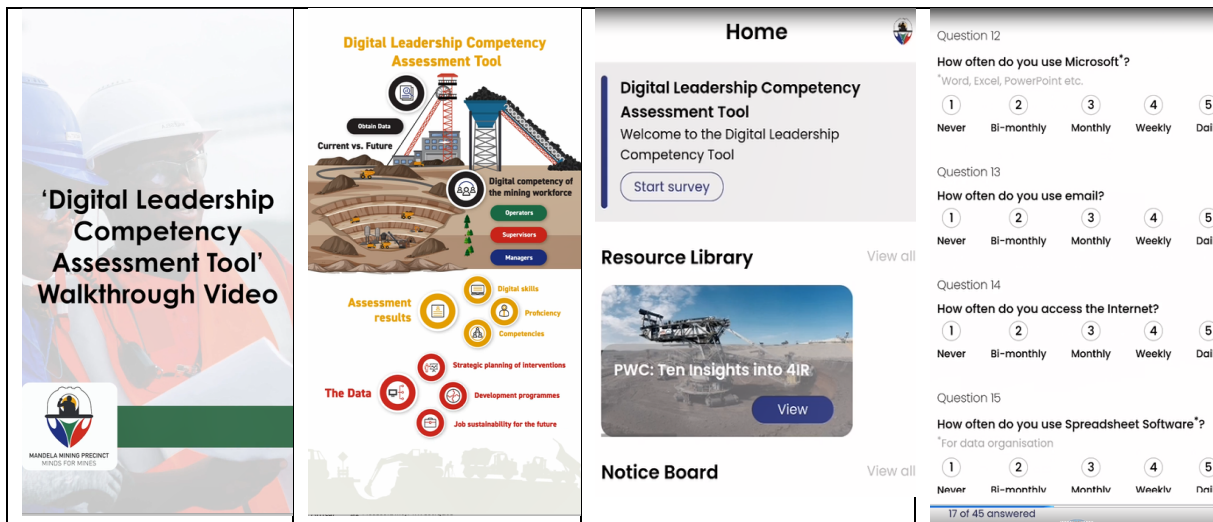 ‘Digital Leadership
Competency
Assessment Tool’
Walkthrough Video
MANDELA MINING PRECINCT
MINDS FOR MINES
Digital Leadership Competency
Assessment Tool
Obtain Data
Current vs. Future
Digital competency of
the mining workforce
Operators
Supervisors
Managers
Assessment
results
Digital skills
Proficiency
Competencies
The Data
Strategic planning of interventions
Development programmes
Job sustainability for the future
Home
Digital Leadership Competency
Assessment Tool
Welcome to the Digital Leadership
Competency Tool
Start survey
Resource Library View all
PWC: Ten Insights into 4IR
View
Notice Board View all
Question 12
How often do you use Microsoft*?
*Word, Excel, PowerPoint etc.
1 2 3 4 5
Never Bi-monthly Monthly Weekly Dail
Question 13
How often do you use email?
1 2 3 4 5
Never Bi-monthly Monthly Weekly Dail
Question 14
How often do you access the Internet?
1 2 3 4 5
Never Bi-monthly Monthly Weekly Dail
Question 15
How often do you use Spreadsheet Software*?
*For data organisation
1 2 3 4 5
Never Bi-monthly Monthly Weekly Dail
17 of 45 answered